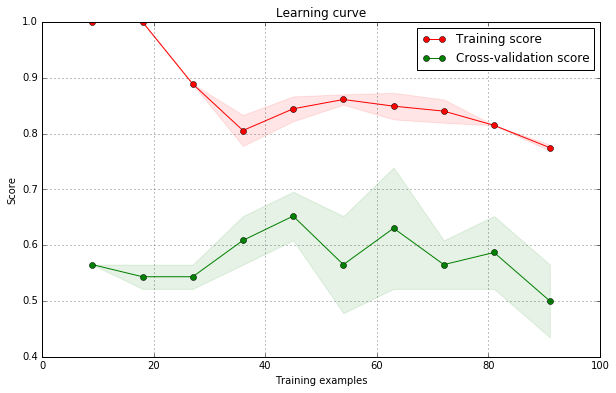 Learning curve
1.0
0.9
0.8
0.7
0.6
0.5
0.4
Score
Training score
Cross-validation score
0 20 40 60 80 100
Training examples